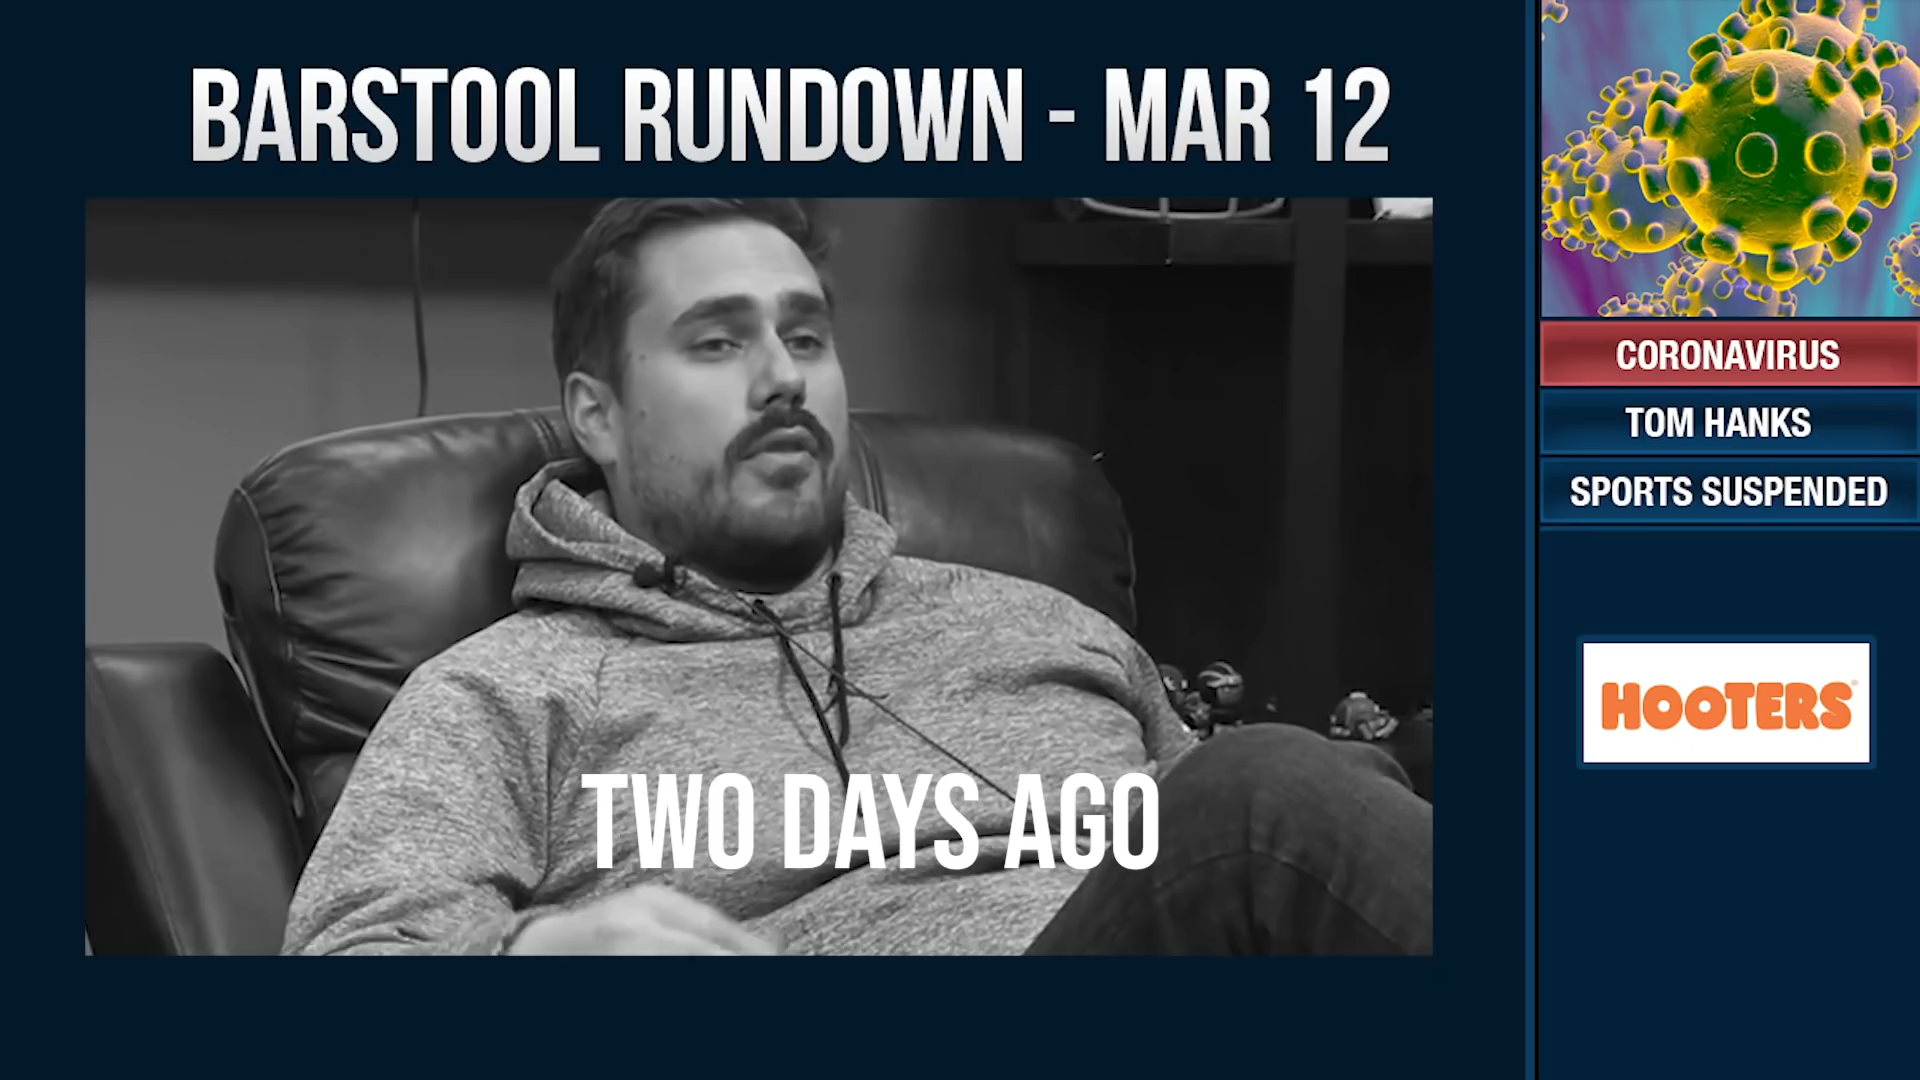 BARSTOOL RUNDOWN - MAR 12
TWO DAYS AGO
CORONAVIRUS
TOM HANKS
SPORTS SUSPENDED
HOOTERS